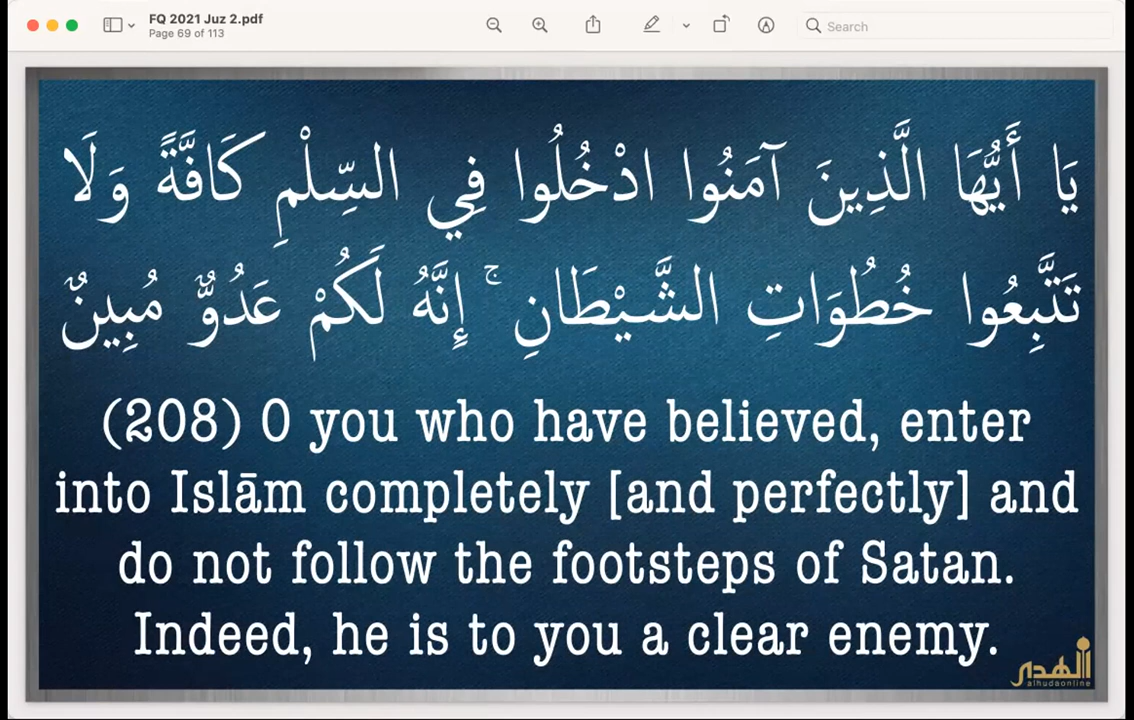 FQ 2021 Juz 2.pdf
Page 69 of 113
Search
يَا أَيُّهَا الَّذِينَ آمَنُوا ادْخُلُوا فِي السِّلْمِ كَافَّةً وَلَا
تَتَّبِعُوا خُطُوَاتِ الشَّيْطَانِ ۚ إِنَّهُ لَكُمْ عَدُوٌّ مُبِينٌ
(208) O you who have believed, enter
into Islām completely [and perfectly] and
do not follow the footsteps of Satan.
Indeed, he is to you a clear enemy.
الهدى
alhudaonline